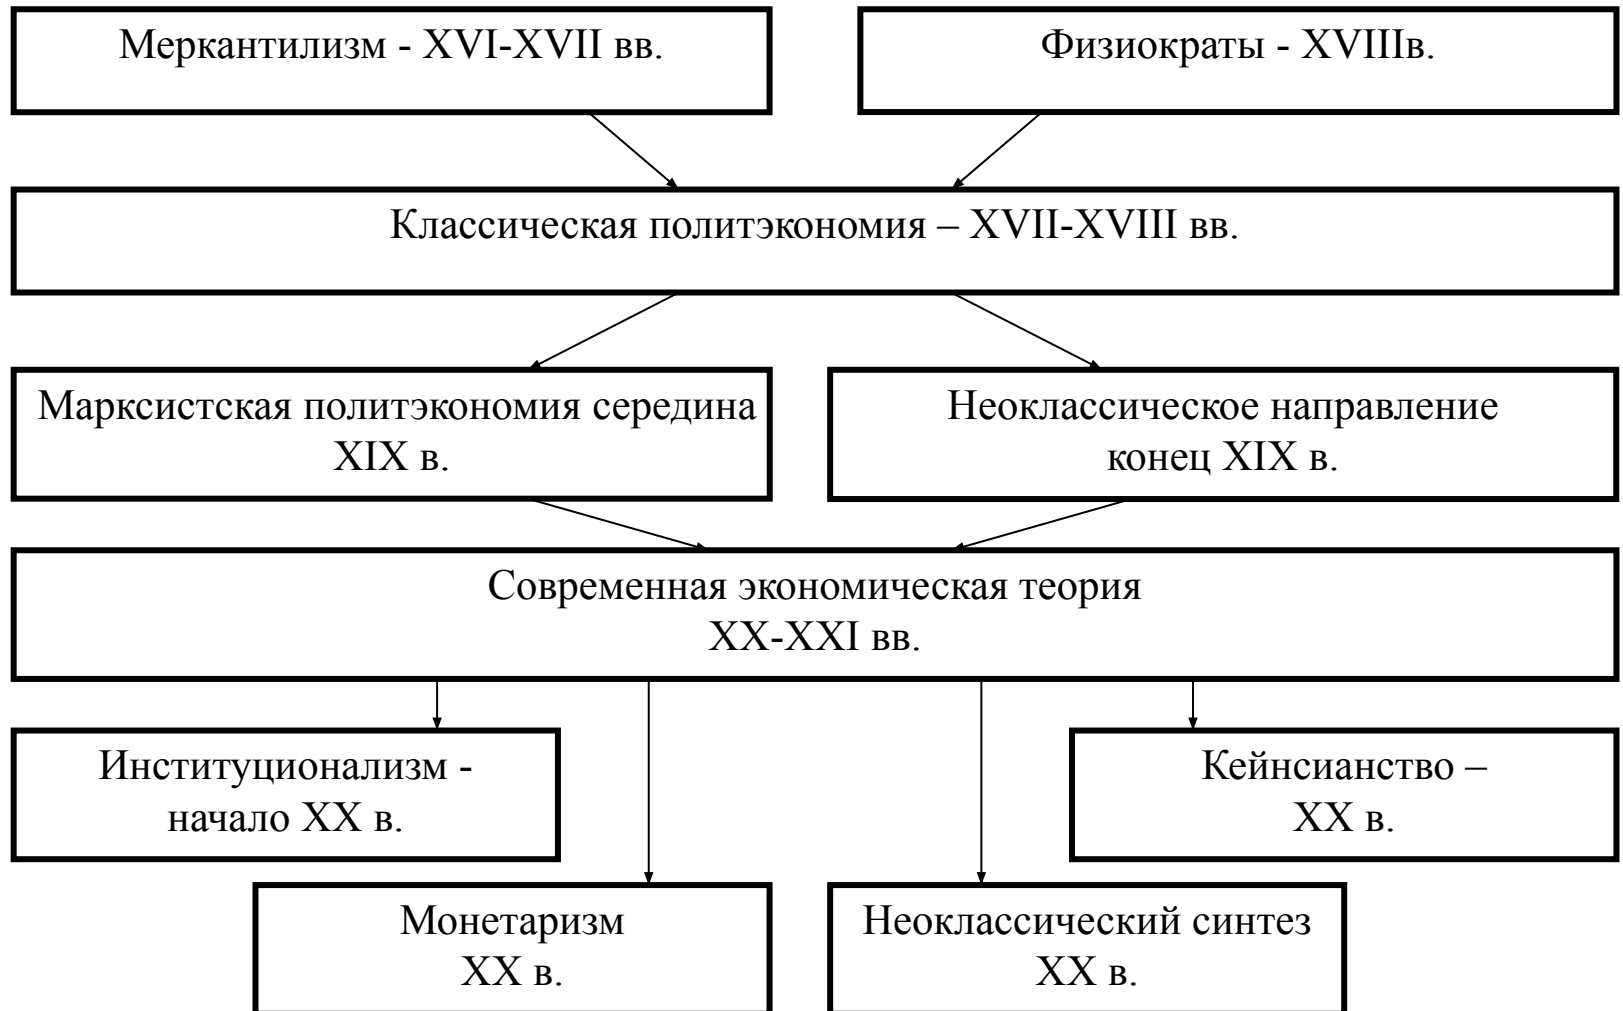 Меркантилизм - XVI-XVII вв.
Физиократы - XVIIIв.
Классическая политэкономия – XVII-XVIII вв.
Марксистская политэкономия середина
XIX в.
Неоклассическое направление
конец XIX в.
Современная экономическая теория
XX-XXI вв.
Институционализм -
начало XX в.
Кейнсианство –
XX в.
Монетаризм
XX в.
Неоклассический синтез
XX в.